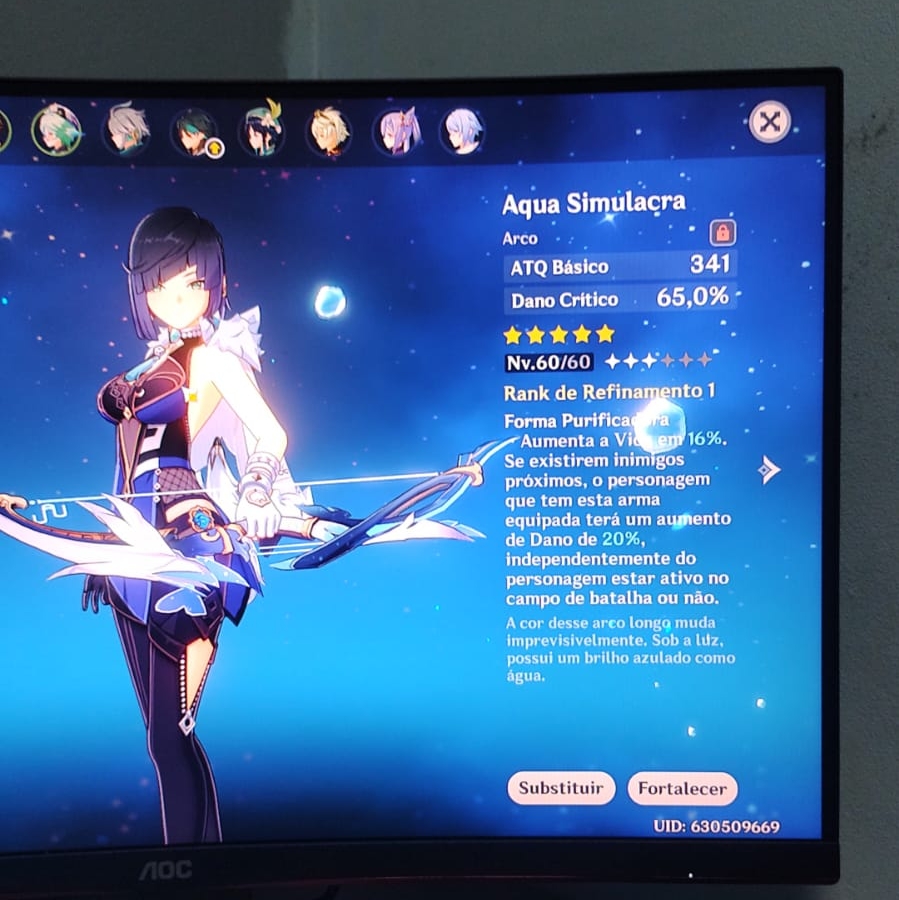 Aqua Simulacra
Arco
ATQ Básico 341
Dano Crítico 65,0%
Nv.60/60
Rank de Refinamento 1
Forma Purificadora
Aumenta a Vida em 16%.
Se existirem inimigos
próximos, o personagem
que tem esta arma
equipada terá um aumento
de Dano de 20%,
independentemente do
personagem estar ativo no
campo de batalha ou não.
A cor desse arco longo muda
imprevisivelmente. Sob a luz,
possui um brilho azulado como
água.
Substituir Fortalecer
UID: 630509669
AOC